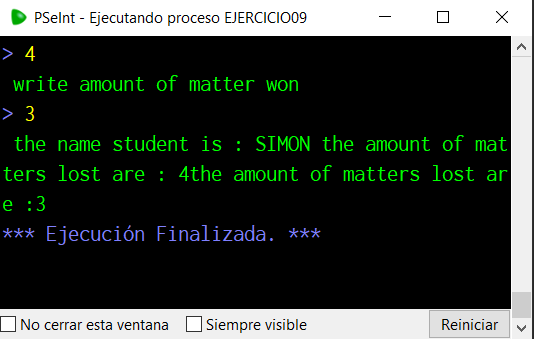 PSeInt - Ejecutando proceso EJERCICIO09
> 4
write amount of matter won
> 3
the name student is : SIMON the amount of mat
ters lost are : 4the amount of matters lost ar
e :3
*** Ejecución Finalizada. ***
No cerrar esta ventana Siempre visible Reiniciar